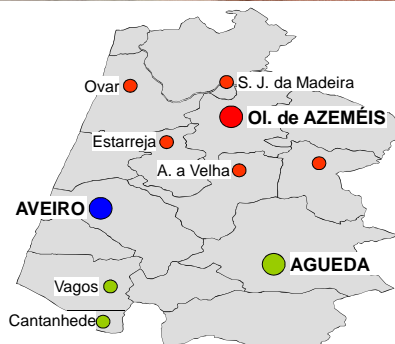 Ovar
S. J. da Madeira
Ol. de AZEMÉIS
Estarreja
A. a Velha
AVEIRO
AGUEDA
Vagos
Cantanhede